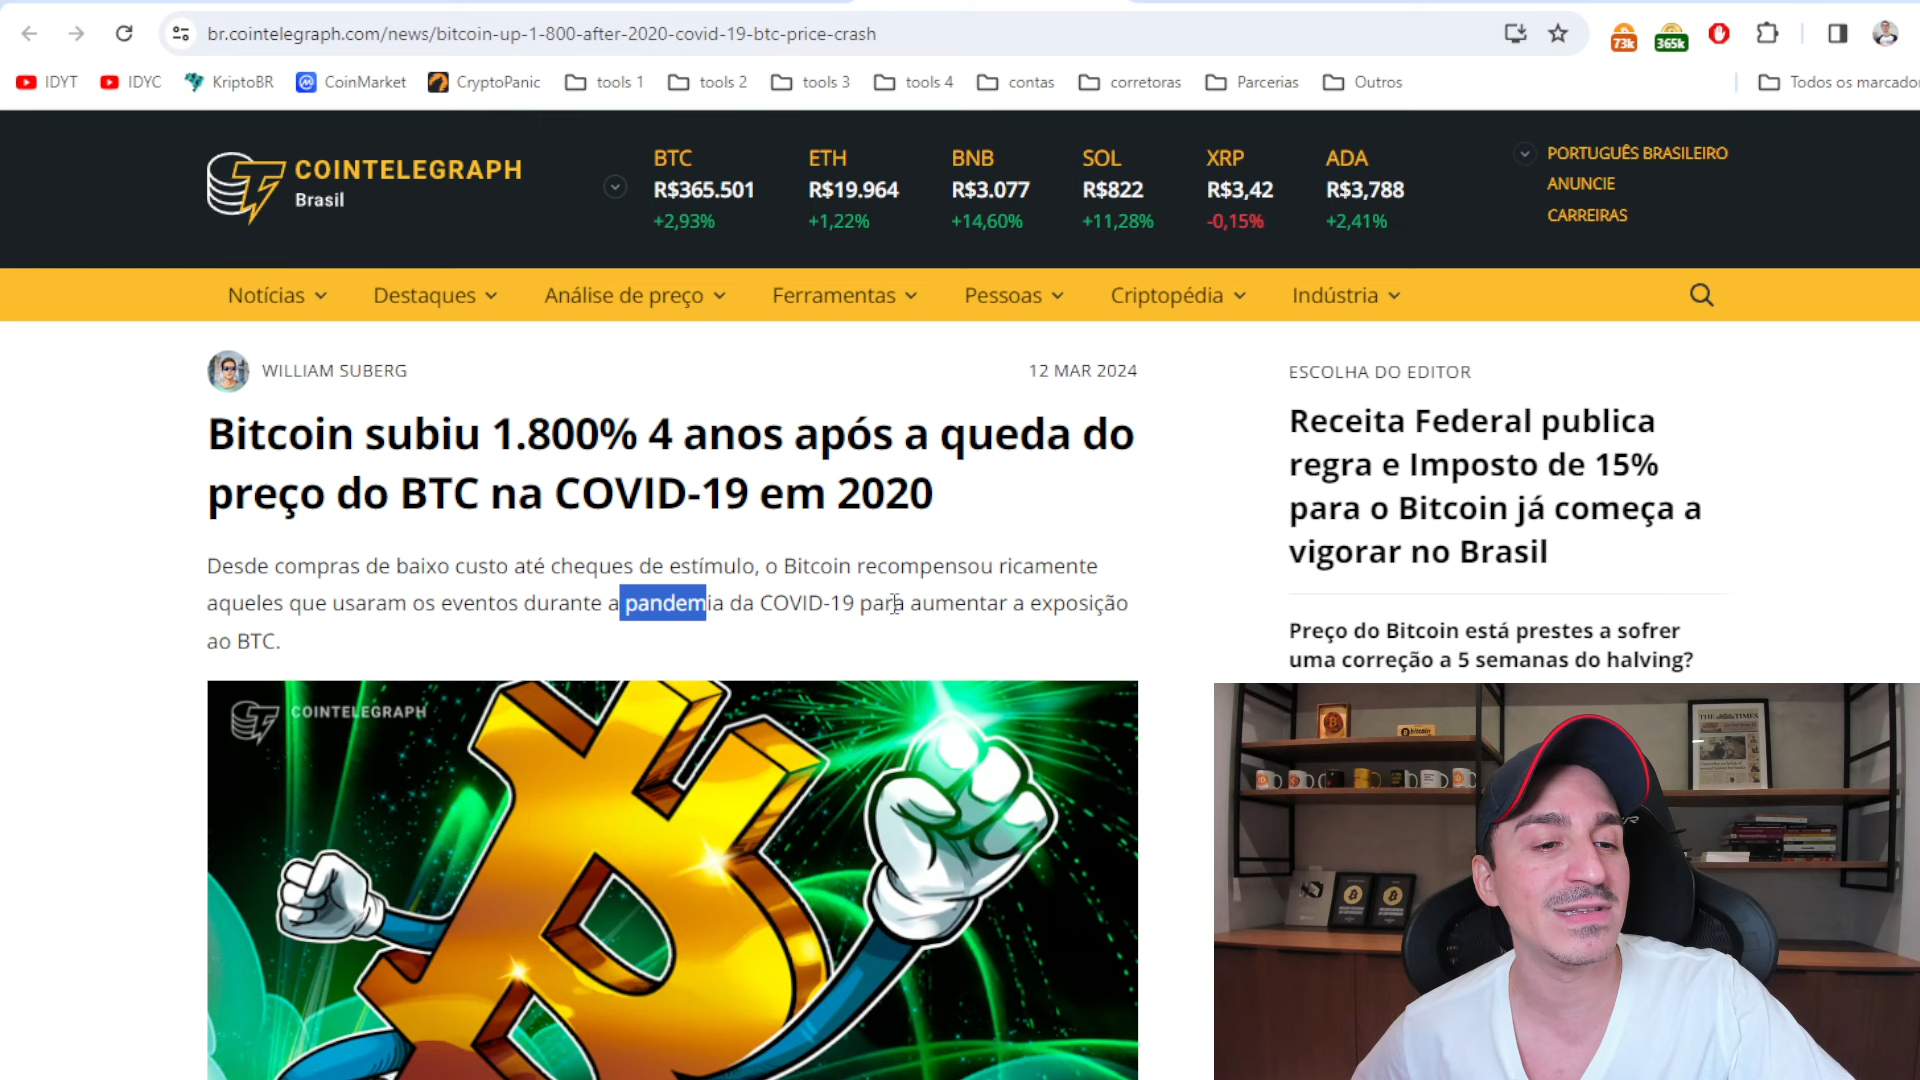 br.cointelegraph.com/news/bitcoin-up-1-800-after-2020-covid-19-btc-price-crash
73k
365k
IDYT
IDYC
KriptoBR
CoinMarket
CryptoPanic
tools 1
tools 2
tools 3
tools 4
contas
corretoras
Parcerias
Outros
Todos os marcado
COINTELEGRAPH
Brasil
BTC
R$365.501
+2,93%
ETH
R$19.964
+1,22%
BNB
R$3.077
+14,60%
SOL
R$822
+11,28%
XRP
R$3,42
-0,15%
ADA
R$3,788
+2,41%
PORTUGUÊS BRASILEIRO
ANUNCIE
CARREIRAS
Notícias
Destaques
Análise de preço
Ferramentas
Pessoas
Criptopédia
Indústria
WILLIAM SUBERG
12 MAR 2024
Bitcoin subiu 1.800% 4 anos após a queda do
preço do BTC na COVID-19 em 2020
Desde compras de baixo custo até cheques de estímulo, o Bitcoin recompensou ricamente
aqueles que usaram os eventos durante a pandemia da COVID-19 para aumentar a exposição
ao BTC.
COINTELEGRAPH
ESCOLHA DO EDITOR
Receita Federal publica
regra e Imposto de 15%
para o Bitcoin já começa a
vigorar no Brasil
Preço do Bitcoin está prestes a sofrer
uma correção a 5 semanas do halving?
bitcoin
THE TIMES